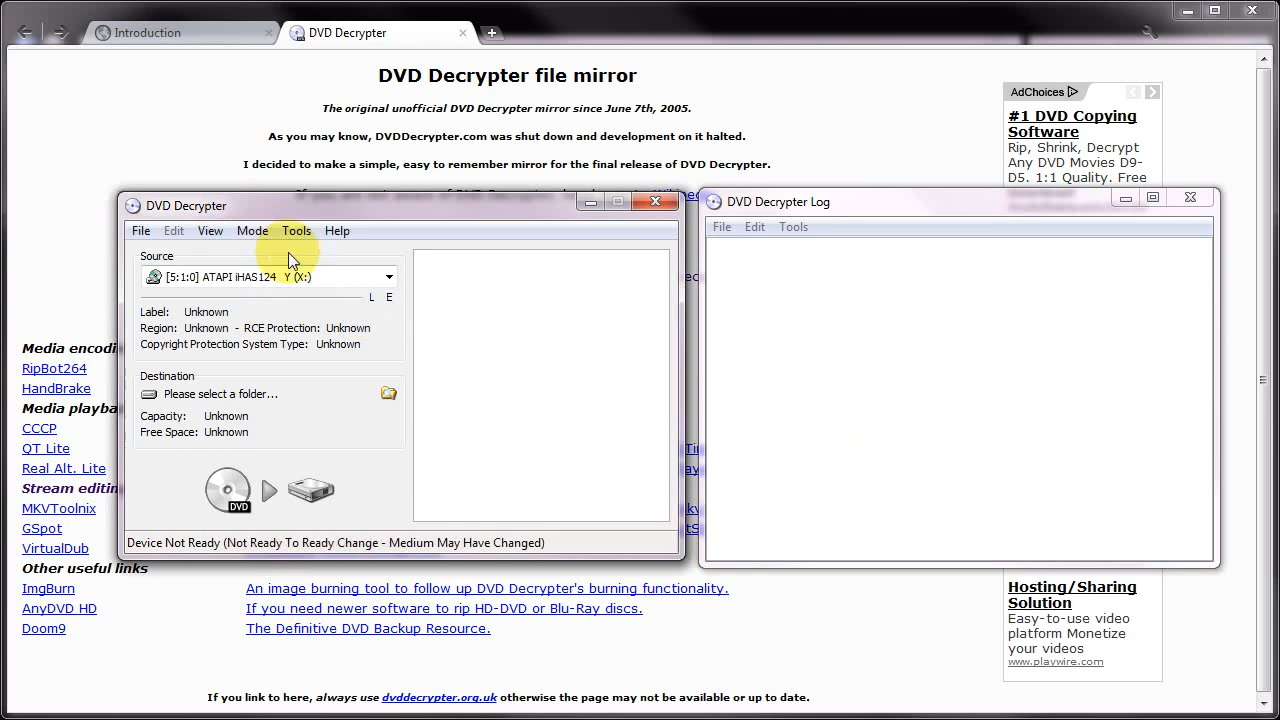 Introduction
DVD Decrypter
DVD Decrypter file mirror
The original unofficial DVD Decrypter mirror since June 7th, 2005.
As you may know, DVDDecrypter.com was shut down and development on it halted.
I decided to make a simple, easy to remember mirror for the final release of DVD Decrypter.
AdChoices
#1 DVD Copying
Software
Rip, Shrink, Decrypt
Any DVD Movies D9-
D5. 1:1 Quality. Free
DVD Decrypter
File Edit View Mode Tools Help
Source
[5:1:0] ATAPI iHAS124 Y (X:)
L E
Label: Unknown
Region: Unknown - RCE Protection: Unknown
Copyright Protection System Type: Unknown
Destination
Please select a folder...
Capacity: Unknown
Free Space: Unknown
DVD
Device Not Ready (Not Ready To Ready Change - Medium May Have Changed)
DVD Decrypter Log
File Edit Tools
Media
RipBot264
HandBrake
Media
CCCP
QT Lite
Real Alt. Lite
Stream
MKVToolnix
GSpot
VirtualDub
Other useful links
ImgBurn An image burning tool to follow up DVD Decrypter's burning functionality.
AnyDVD HD If you need newer software to rip HD-DVD or Blu-Ray discs.
Doom9 The Definitive DVD Backup Resource.
Hosting/Sharing
Solution
Easy-to-use video
platform Monetize
your videos
www.playwire.com
If you link to here, always use dvddecrypter.org.uk otherwise the page may not be available or up to date.